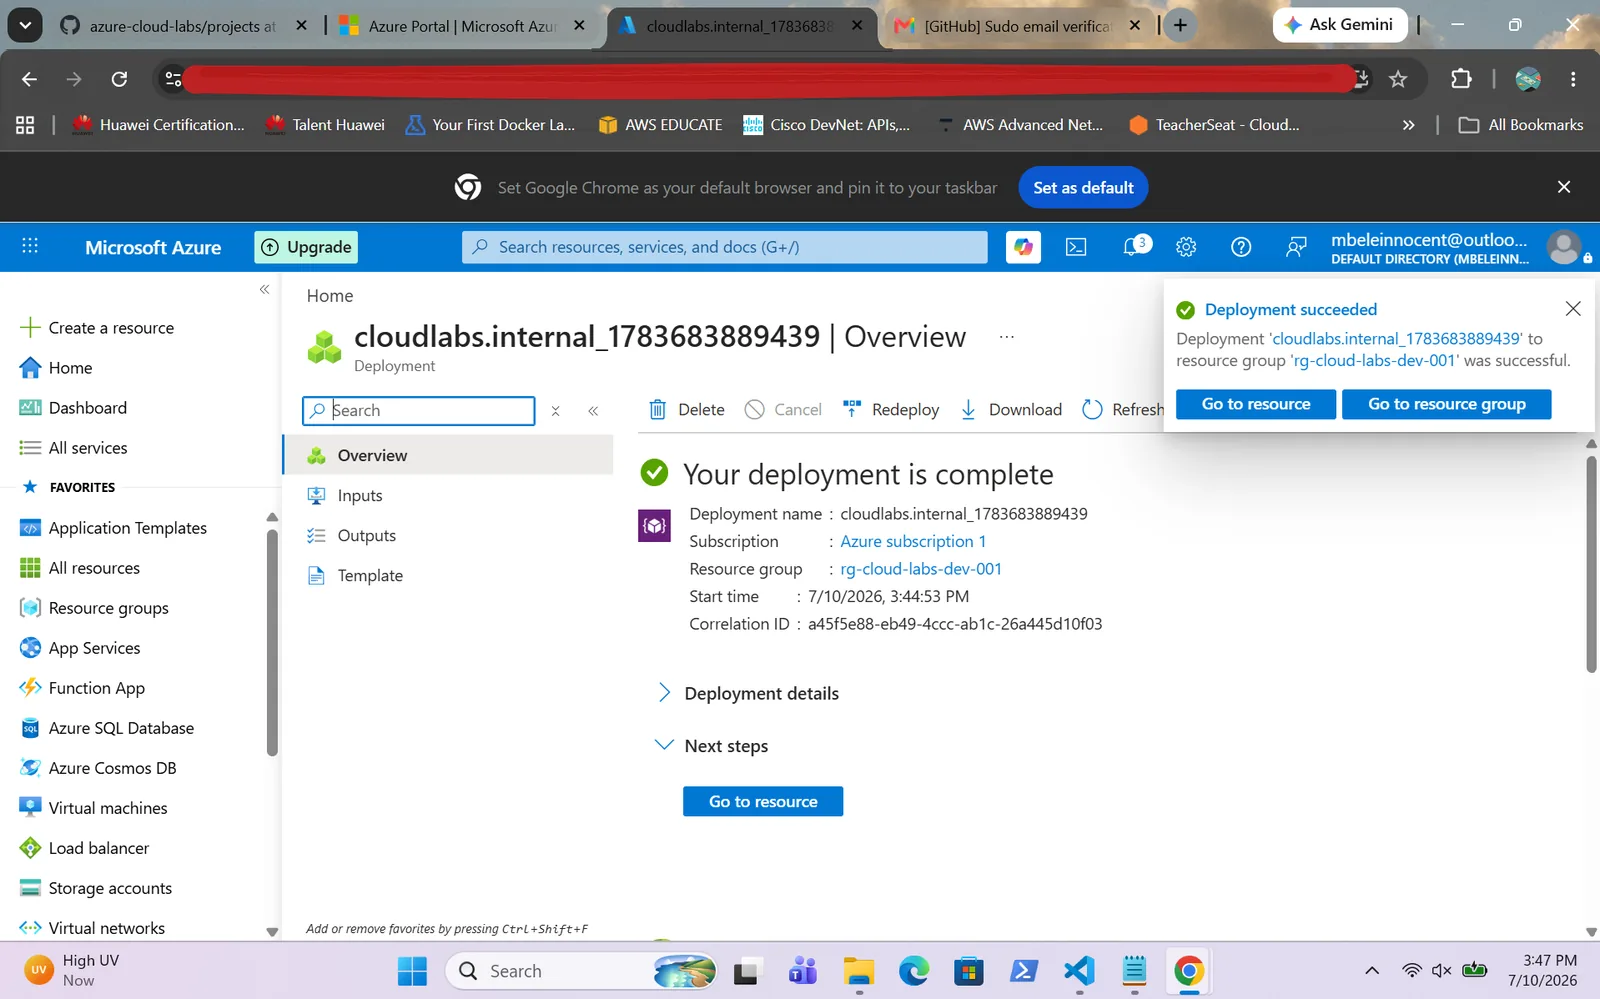 azure-cloud-labs/projects at
Azure Portal | Microsoft Azur
cloudlabs.internal_1783683889
[GitHub] Sudo email verificat
Ask Gemini
Huawei Certification...
Talent Huawei
Your First Docker La...
AWS EDUCATE
Cisco DevNet: APIs,...
AWS Advanced Net...
TeacherSeat - Cloud...
All Bookmarks
Set Google Chrome as your default browser and pin it to your taskbar
Set as default
Microsoft Azure
Upgrade
Search resources, services, and docs (G+/)
3
mbeleinnocent@outloo...
DEFAULT DIRECTORY (MBELEINN...
Create a resource
Home
Dashboard
All services
FAVORITES
Application Templates
All resources
Resource groups
App Services
Function App
Azure SQL Database
Azure Cosmos DB
Virtual machines
Load balancer
Storage accounts
Virtual networks
Home
cloudlabs.internal_1783683889439 | Overview
Deployment
Search
Overview
Inputs
Outputs
Template
Add or remove favorites by pressing Ctrl+Shift+F
Delete
Cancel
Redeploy
Download
Refresh
Your deployment is complete
Deployment name : cloudlabs.internal_1783683889439
Subscription : Azure subscription 1
Resource group : rg-cloud-labs-dev-001
Start time : 7/10/2026, 3:44:53 PM
Correlation ID : a45f5e88-eb49-4ccc-ab1c-26a445d10f03
Deployment details
Next steps
Go to resource
Deployment succeeded
Deployment 'cloudlabs.internal_1783683889439' to
resource group 'rg-cloud-labs-dev-001' was successful.
Go to resource
Go to resource group
UV
High UV
Now
Search
3:47 PM
7/10/2026